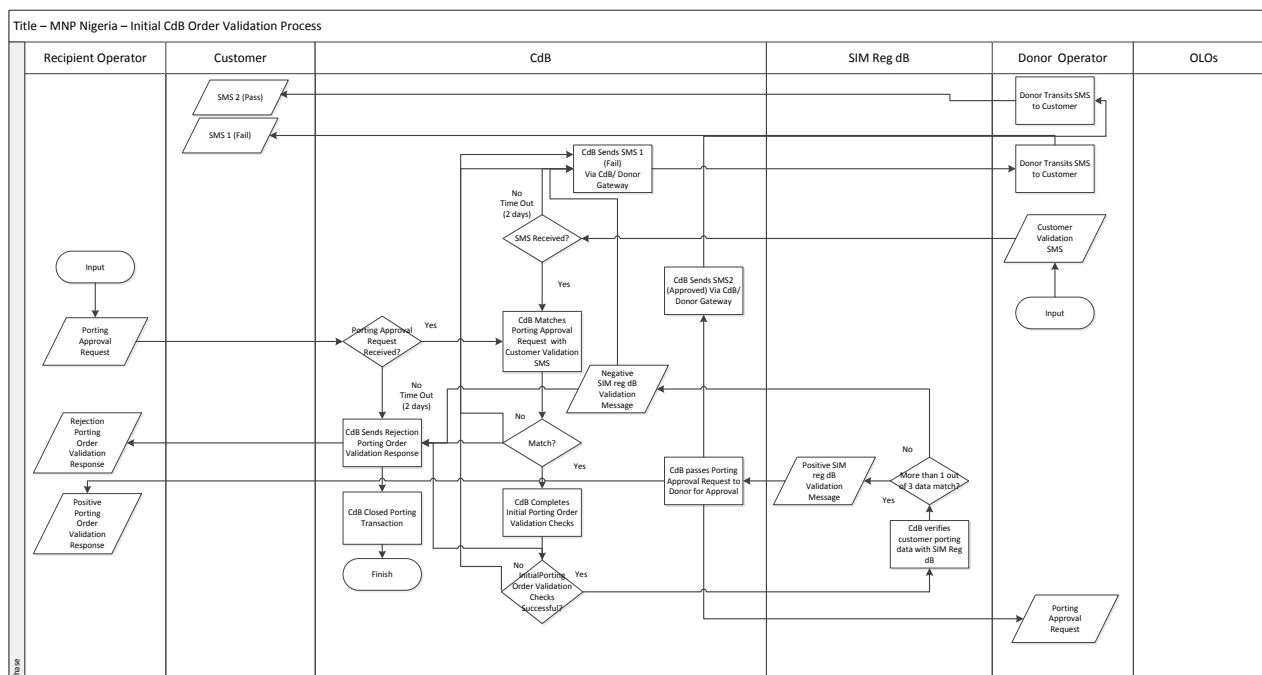 Title – MNP Nigeria – Initial CdB Order Validation Process
Recipient Operator
Customer
CdB
SIM Reg dB
Donor Operator
OLOs
SMS 2 (Pass)
Donor Transits SMS
to Customer
SMS 1 (Fail)
CdB Sends SMS 1
(Fail)
Via CdB/ Donor
Gateway
Donor Transits SMS
to Customer
No
Time Out
(2 days)
SMS Received?
Customer
Validation
SMS
Input
CdB Sends SMS2
(Approved) Via CdB/
Donor Gateway
Yes
Input
Porting
Approval
Request
Porting Approval
Request
Received?
Yes
CdB Matches
Porting Approval
Request with
Customer Validation
SMS
No
Time Out
(2 days)
Negative
SIM reg dB
Validation
Message
Rejection
Porting
Order
Validation
Response
CdB Sends Rejection
Porting Order
Validation Response
No
Match?
Yes
CdB passes Porting
Approval Request to
Donor for Approval
Positive SIM
reg dB
Validation
Message
No
More than 1 out
of 3 data match?
Yes
Positive
Porting
Order
Validation
Response
CdB Closed Porting
Transaction
CdB Completes
Initial Porting Order
Validation Checks
CdB verifies
customer porting
data with SIM Reg
dB
Finish
No
InitialPorting
Order Validation
Checks
Successful?
Yes
Porting
Approval
Request
hase